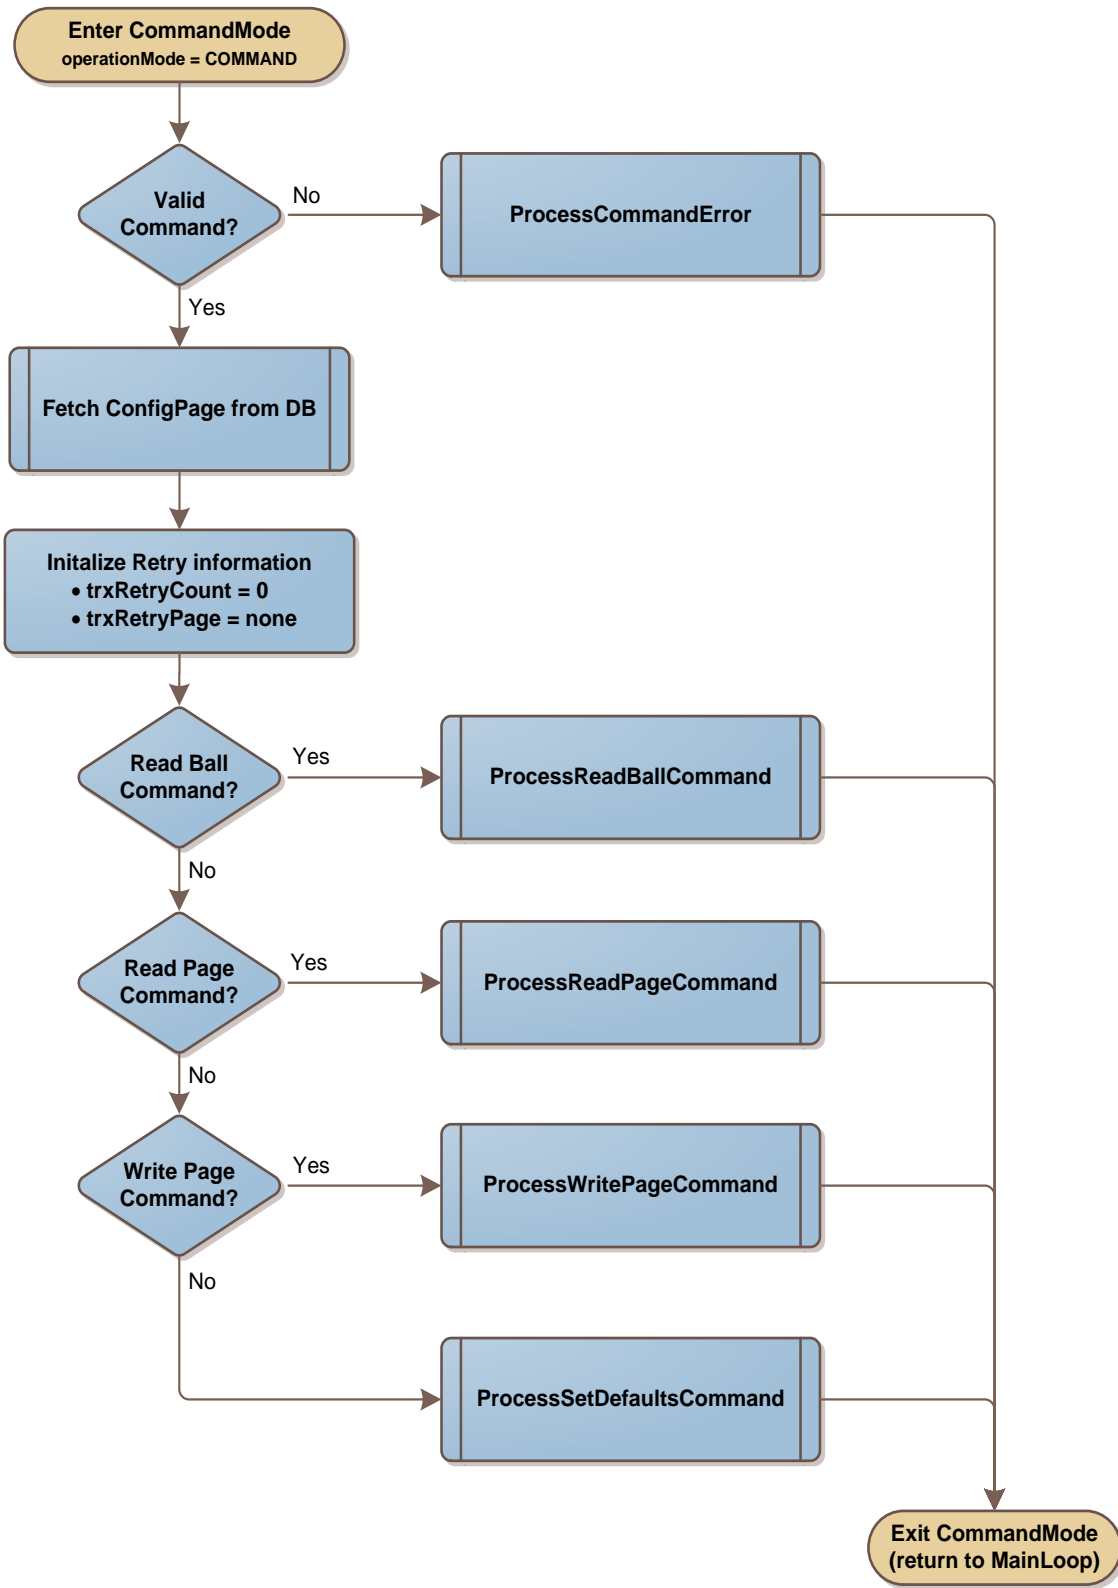 Enter CommandMode
operationMode = COMMAND
Valid
Command?
No
ProcessCommandError
Yes
Fetch ConfigPage from DB
Initalize Retry information
• trxRetryCount = 0
• trxRetryPage = none
Read Ball
Command?
Yes
ProcessReadBallCommand
No
Read Page
Command?
Yes
ProcessReadPageCommand
No
Write Page
Command?
Yes
ProcessWritePageCommand
No
ProcessSetDefaultsCommand
Exit CommandMode
(return to MainLoop)